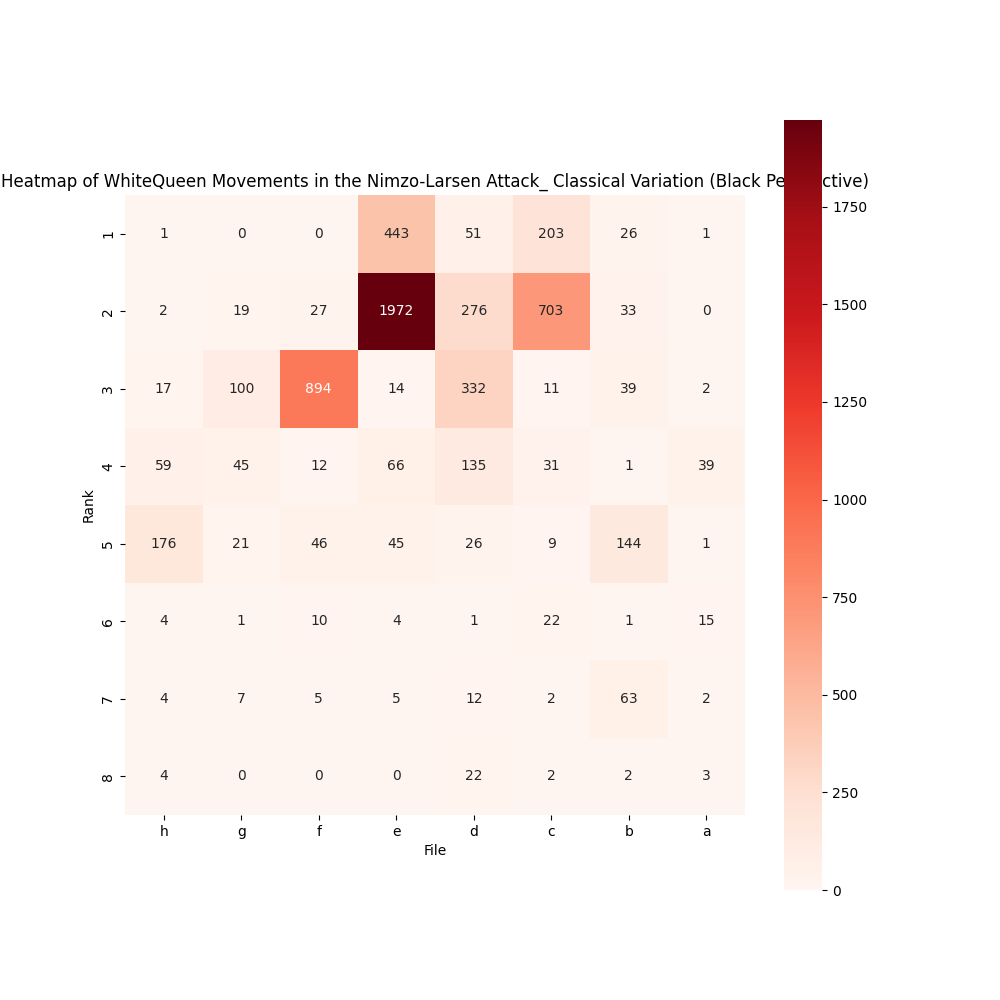 Heatmap of WhiteQueen Movements in the Nimzo-Larsen Attack_ Classical Variation (Black Pe ctive)
1 1 0 0 443 51 203 26 1
2 2 19 27 1972 276 703 33 0
3 17 100 894 14 332 11 39 2
4 59 45 12 66 135 31 1 39
5 176 21 46 45 26 9 144 1
6 4 1 10 4 1 22 1 15
7 4 7 5 5 12 2 63 2
8 4 0 0 0 22 2 2 3
h g f e d c b a
File
Rank
1750
1500
1250
1000
750
500
250
0